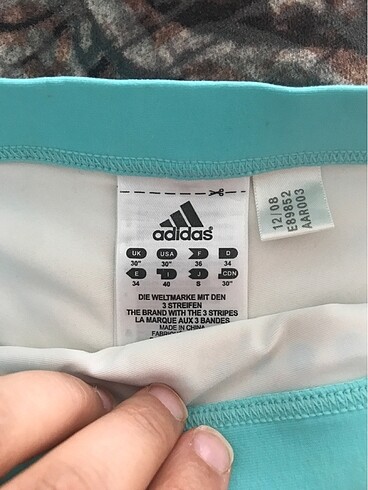 adidas
UK USA F D
30" 30" 36 34
E I J CDN
34 40 S 30"
DIE WELTMARKE MIT DEN
3 STREIFEN
THE BRAND WITH THE 3 STRIPES
LA MARQUE AUX 3 BANDES
MADE IN CHINA
12/08
E89852
AAR003